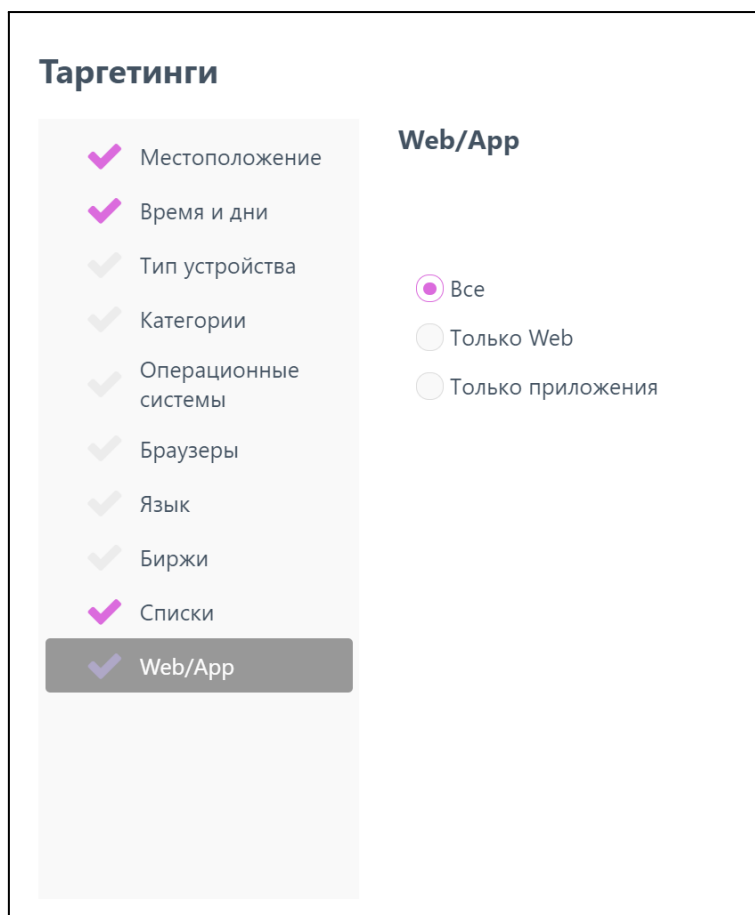 Таргетинги
Местоположение
Время и дни
Тип устройства
Категории
Операционные
системы
Браузеры
Язык
Биржи
Списки
Web/App
Web/App
Все
Только Web
Только приложения